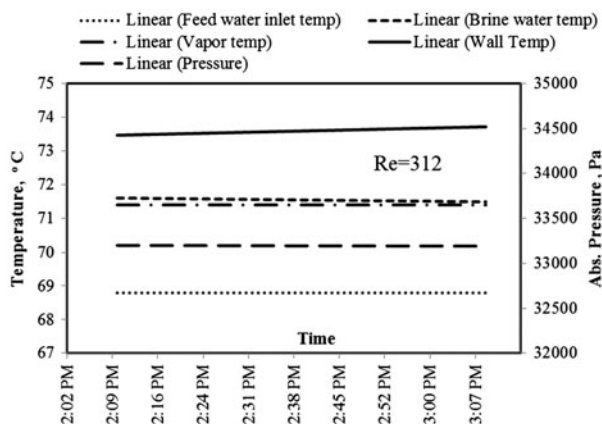 Linear (Feed water inlet temp) Linear (Brine water temp)
Linear (Vapor temp) Linear (Wall Temp)
Linear (Pressure)
75 35000
74 34500
73 34000
72 33500
71
70 33000
69 32500
68
67 32000
Temperature, °C
Abs. Pressure , Pa
Re=312
Time
2:02 PM
2:09 PM
2:16 PM
2:24 PM
2:31 PM
2:38 PM
2:45 PM
2:52 PM
3:00 PM
3:07 PM